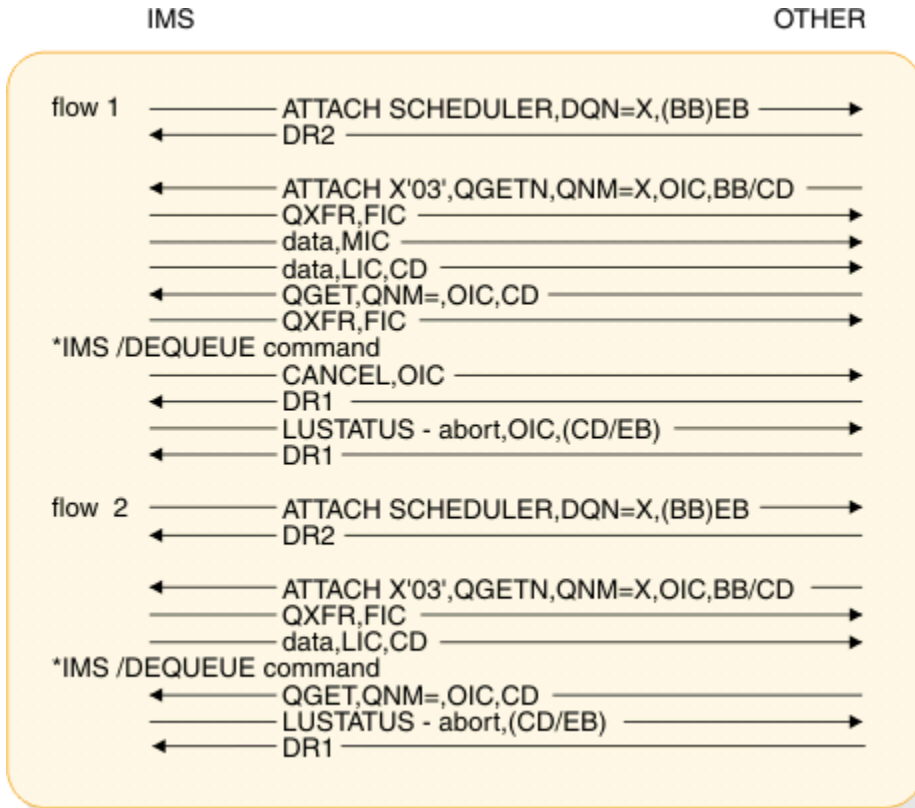 IMS OTHER
flow 1 ATTACH SCHEDULER,DQN=X,(BB)EB
DR2
ATTACH X'03',QGETN,QNM=X,OIC,BB/CD
QXFR,FIC
data,MIC
data,LIC,CD
QGET,QNM=,OIC,CD
QXFR,FIC
*IMS /DEQUEUE command
CANCEL,OIC
DR1
LUSTATUS - abort,OIC,(CD/EB)
DR1
flow 2 ATTACH SCHEDULER,DQN=X,(BB)EB
DR2
ATTACH X'03',QGETN,QNM=X,OIC,BB/CD
QXFR,FIC
data,LIC,CD
*IMS /DEQUEUE command
QGET,QNM=,OIC,CD
LUSTATUS - abort,(CD/EB)
DR1